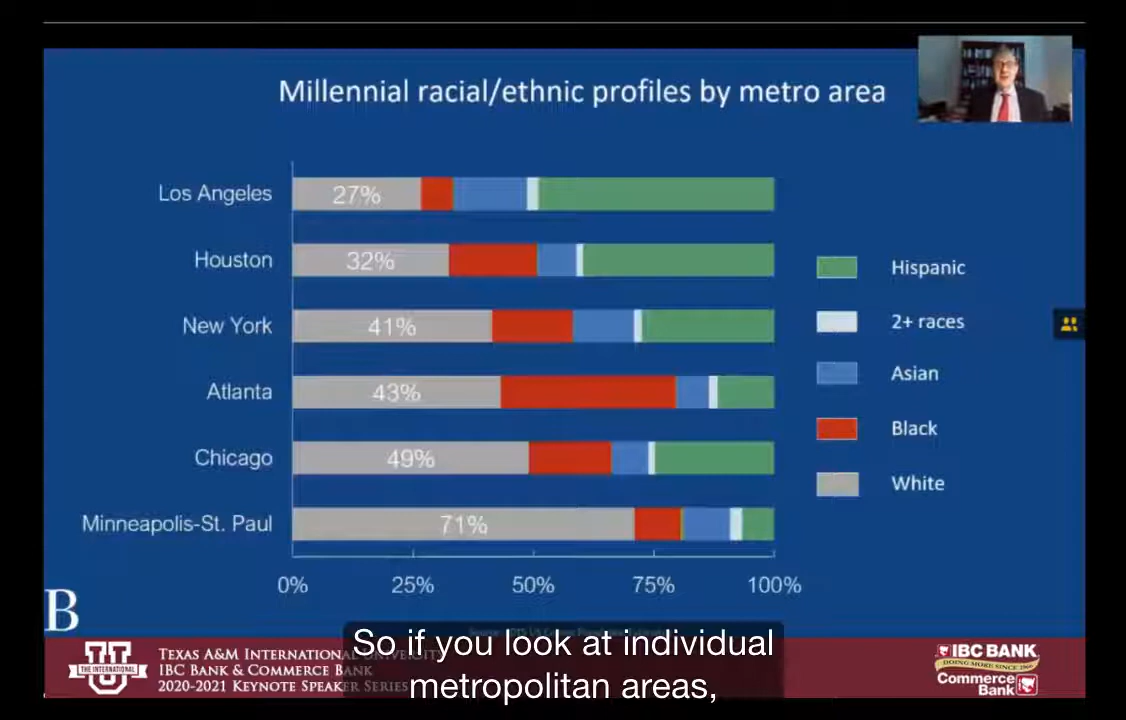 Millennial racial/ethnic profiles by metro area
Los Angeles
27%
Houston
32%
New York
41%
Atlanta
43%
Chicago
49%
Minneapolis-St. Paul
71%
0% 25% 50% 75% 100%
Hispanic
2+ races
Asian
Black
White
B
So if you look at individual
metropolitan areas,
U
THE INTERNATIONAL
TEXAS A&M INTERNATIONAL UNIVERSITY
IBC BANK & COMMERCE BANK
2020-2021 KEYNOTE SPEAKER SERIES
IBC BANK
DOING MORE SINCE 1966
Commerce
Bank